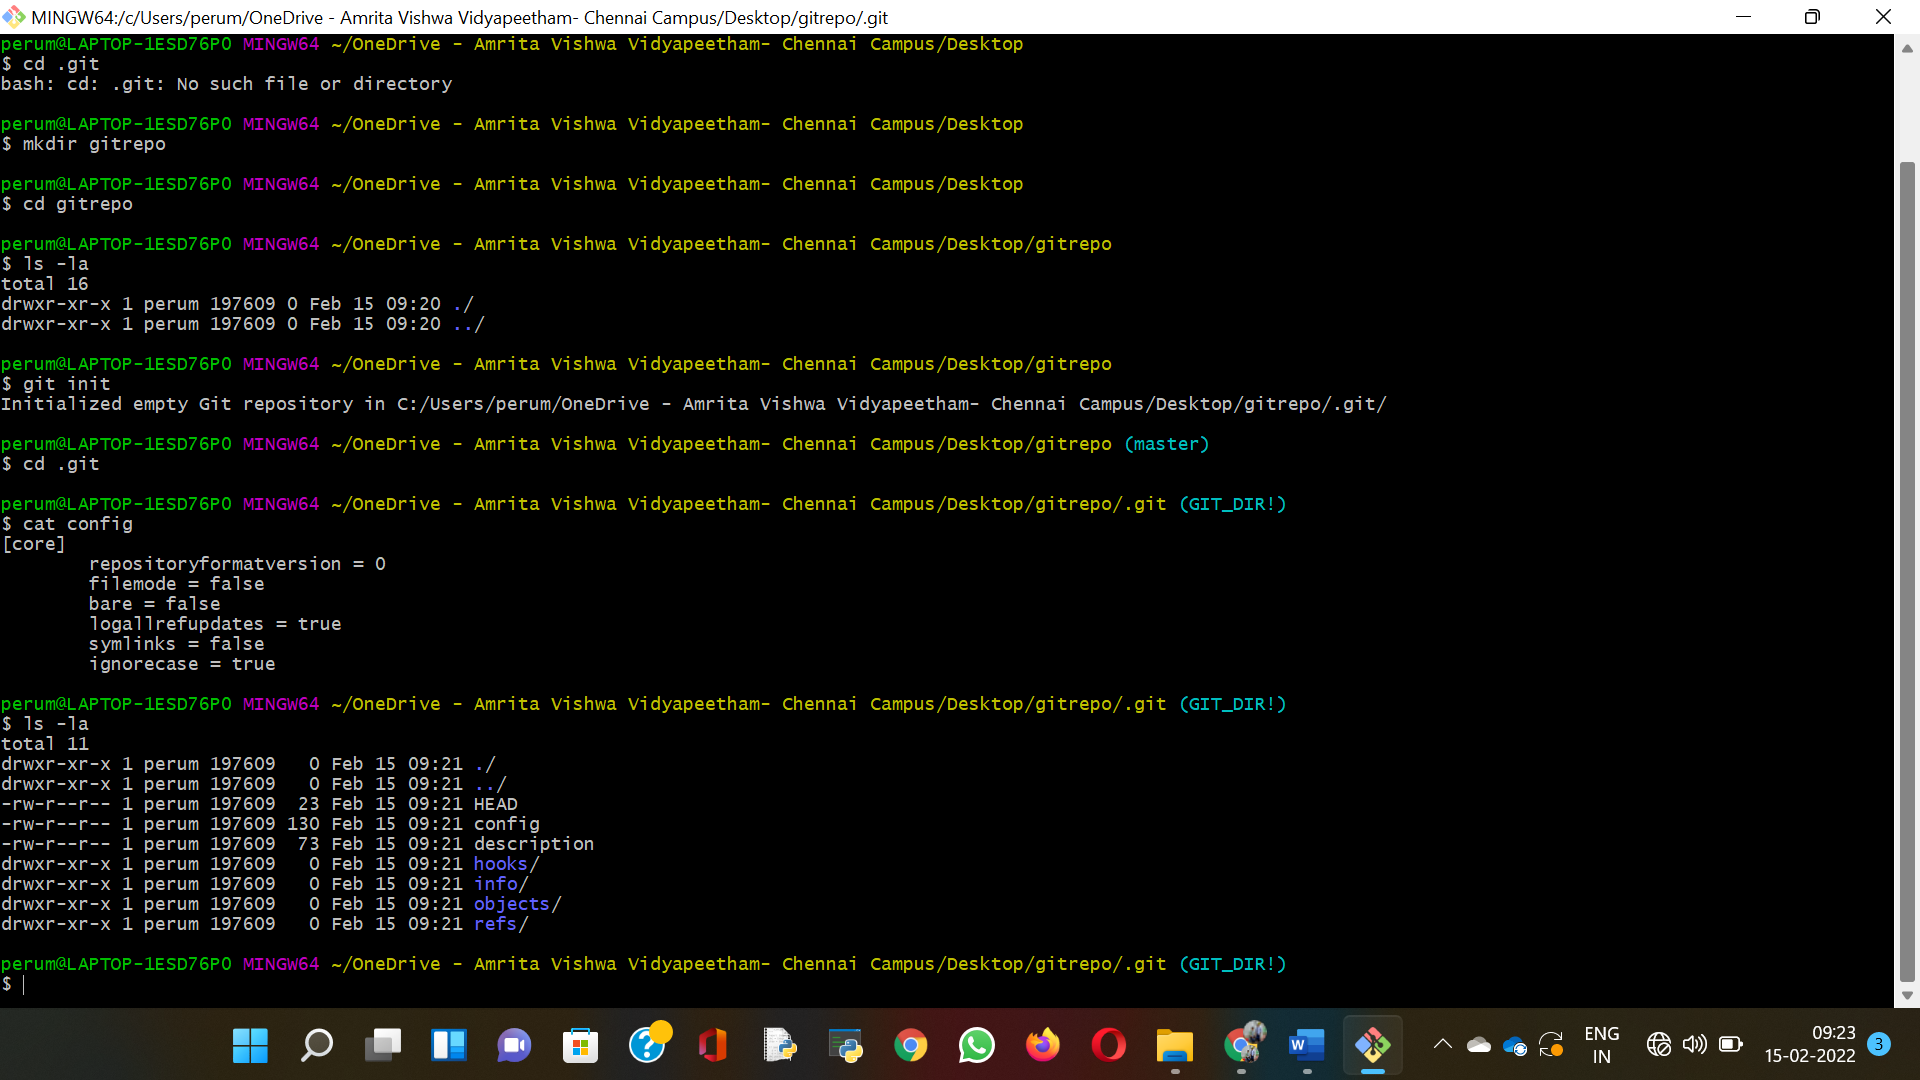 MINGW64:/c/Users/perum/OneDrive - Amrita Vishwa Vidyapeetham- Chennai Campus/Desktop/gitrepo/.git
perum@LAPTOP-1ESD76P0 MINGW64 ~/OneDrive - Amrita Vishwa Vidyapeetham- Chennai Campus/Desktop
$ cd .git
bash: cd: .git: No such file or directory
perum@LAPTOP-1ESD76P0 MINGW64 ~/OneDrive - Amrita Vishwa Vidyapeetham- Chennai Campus/Desktop
$ mkdir gitrepo
perum@LAPTOP-1ESD76P0 MINGW64 ~/OneDrive - Amrita Vishwa Vidyapeetham- Chennai Campus/Desktop
$ cd gitrepo
perum@LAPTOP-1ESD76P0 MINGW64 ~/OneDrive - Amrita Vishwa Vidyapeetham- Chennai Campus/Desktop/gitrepo
$ ls -la
total 16
drwxr-xr-x 1 perum 197609 0 Feb 15 09:20 ./
drwxr-xr-x 1 perum 197609 0 Feb 15 09:20 ../
perum@LAPTOP-1ESD76P0 MINGW64 ~/OneDrive - Amrita Vishwa Vidyapeetham- Chennai Campus/Desktop/gitrepo
$ git init
Initialized empty Git repository in C:/Users/perum/OneDrive - Amrita Vishwa Vidyapeetham- Chennai Campus/Desktop/gitrepo/.git/
perum@LAPTOP-1ESD76P0 MINGW64 ~/OneDrive - Amrita Vishwa Vidyapeetham- Chennai Campus/Desktop/gitrepo (master)
$ cd .git
perum@LAPTOP-1ESD76P0 MINGW64 ~/OneDrive - Amrita Vishwa Vidyapeetham- Chennai Campus/Desktop/gitrepo/.git (GIT_DIR!)
$ cat config
[core]
        repositoryformatversion = 0
        filemode = false
        bare = false
        logallrefupdates = true
        symlinks = false
        ignorecase = true
perum@LAPTOP-1ESD76P0 MINGW64 ~/OneDrive - Amrita Vishwa Vidyapeetham- Chennai Campus/Desktop/gitrepo/.git (GIT_DIR!)
$ ls -la
total 11
drwxr-xr-x 1 perum 197609   0 Feb 15 09:21 ./
drwxr-xr-x 1 perum 197609   0 Feb 15 09:21 ../
-rw-r--r-- 1 perum 197609  23 Feb 15 09:21 HEAD
-rw-r--r-- 1 perum 197609 130 Feb 15 09:21 config
-rw-r--r-- 1 perum 197609  73 Feb 15 09:21 description
drwxr-xr-x 1 perum 197609   0 Feb 15 09:21 hooks/
drwxr-xr-x 1 perum 197609   0 Feb 15 09:21 info/
drwxr-xr-x 1 perum 197609   0 Feb 15 09:21 objects/
drwxr-xr-x 1 perum 197609   0 Feb 15 09:21 refs/
perum@LAPTOP-1ESD76P0 MINGW64 ~/OneDrive - Amrita Vishwa Vidyapeetham- Chennai Campus/Desktop/gitrepo/.git (GIT_DIR!)
$
ENG
IN
09:23
15-02-2022
3